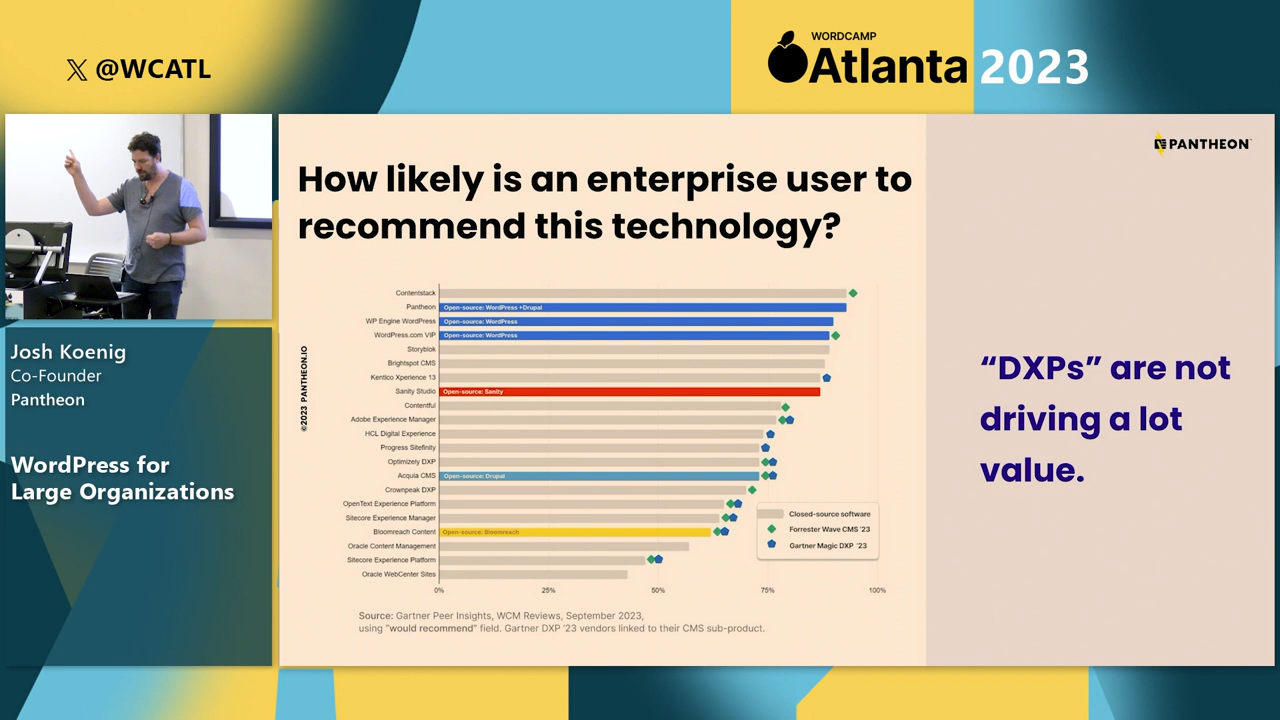 𝕏 @WCATL
WORDCAMP
Atlanta 2023
Josh Koenig
Co-Founder
Pantheon
WordPress for
Large Organizations
PANTHEON
How likely is an enterprise user to
recommend this technology?
©2023 PANTHEON.IO
Contentstack
Pantheon Open-source: WordPress +Drupal
WP Engine WordPress Open-source: WordPress
WordPress.com VIP Open-source: WordPress
Storyblok
Brightspot CMS
Kentico Xperience 13
Sanity Studio Open-source: Sanity
Contentful
Adobe Experience Manager
HCL Digital Experience
Progress Sitefinity
Optimizely DXP
Acquia CMS Open-source: Drupal
Crownpeak DXP
OpenText Experience Platform
Sitecore Experience Manager
Bloomreach Content Open-source: Bloomreach
Oracle Content Management
Sitecore Experience Platform
Oracle WebCenter Sites
0% 25% 50% 75% 100%
Closed-source software
Forrester Wave CMS '23
Gartner Magic DXP '23
Source: Gartner Peer Insights, WCM Reviews, September 2023,
using "would recommend" field. Gartner DXP '23 vendors linked to their CMS sub-product.
“DXPs” are not
driving a lot
value.